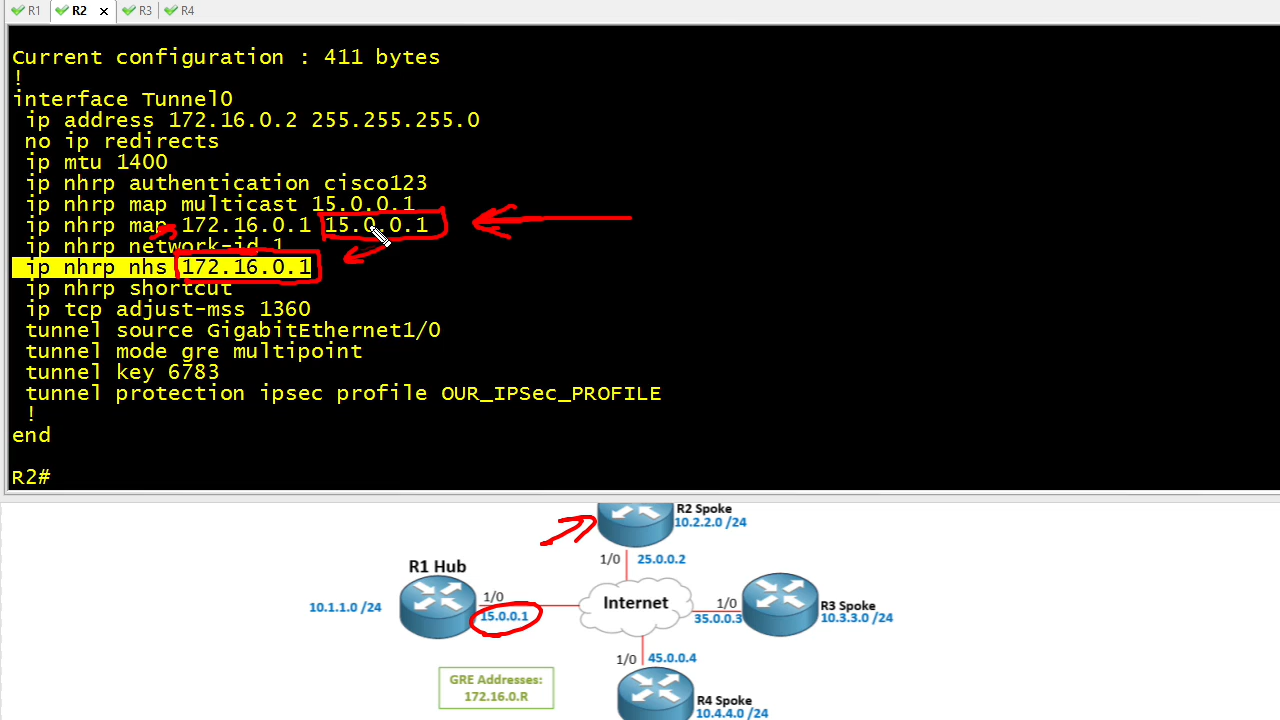 R1 R2 × R3 R4
Current configuration : 411 bytes
!
interface Tunnel0
ip address 172.16.0.2 255.255.255.0
no ip redirects
ip mtu 1400
ip nhrp authentication cisco123
ip nhrp map multicast 15.0.0.1
ip nhrp map 172.16.0.1 15.0.0.1
ip nhrp network-id 1
ip nhrp nhs 172.16.0.1
ip nhrp shortcut
ip tcp adjust-mss 1360
tunnel source GigabitEthernet1/0
tunnel mode gre multipoint
tunnel key 6783
tunnel protection ipsec profile OUR_IPSec_PROFILE
!
end
R2#
R2 Spoke
10.2.2.0 /24
1/0 25.0.0.2
R1 Hub
10.1.1.0 /24
1/0
15.0.0.1
Internet
1/0
35.0.0.3
R3 Spoke
10.3.3.0 /24
1/0 45.0.0.4
GRE Addresses:
172.16.0.R
R4 Spoke
10.4.4.0 /24